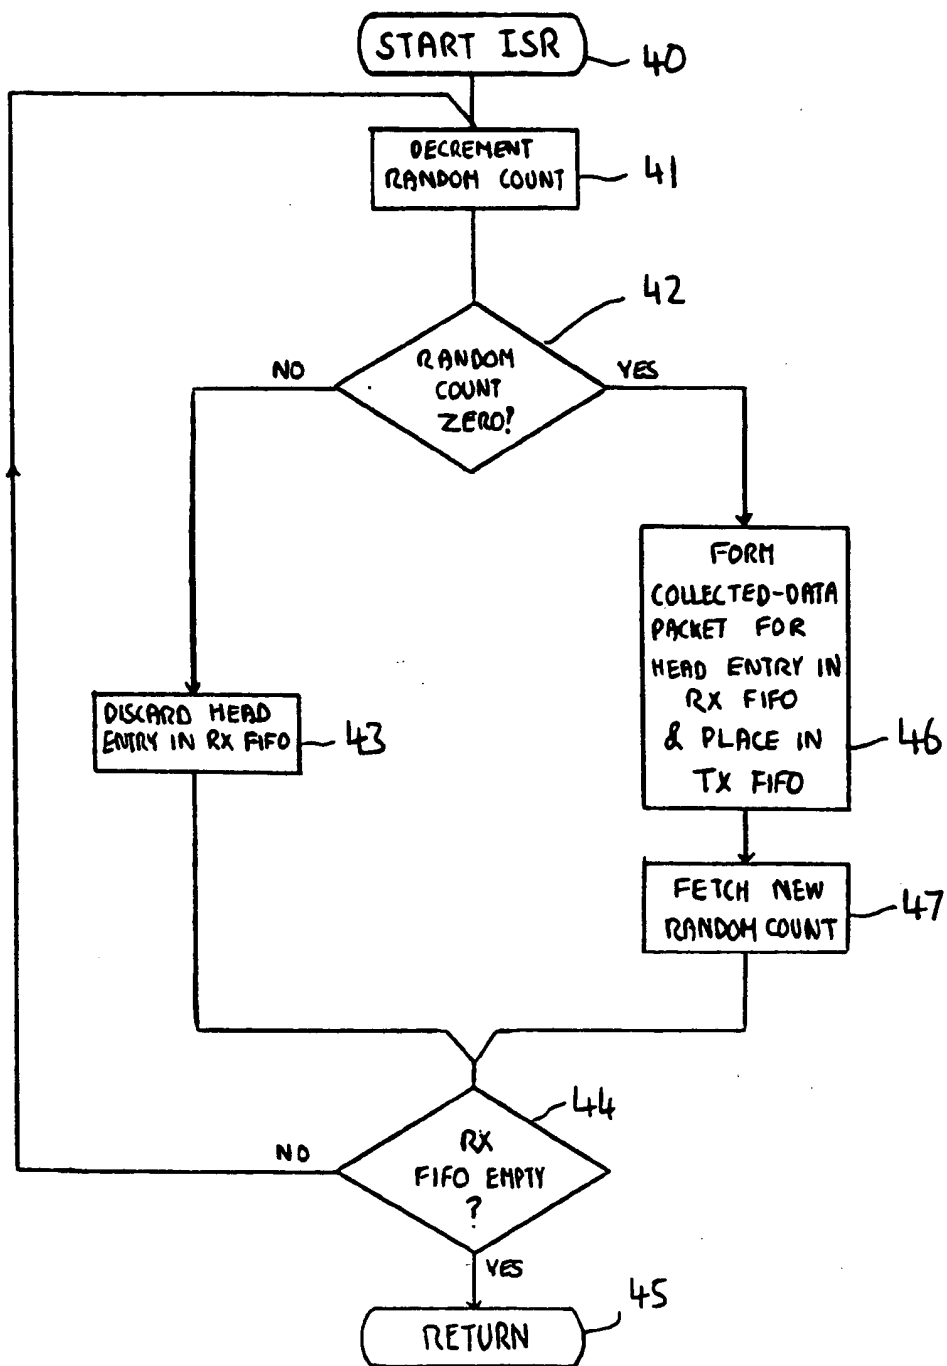 START ISR
40
DECREMENT
RANDOM COUNT
41
42
RANDOM
COUNT
ZERO?
NO
YES
FORM
COLLECTED-DATA
PACKET FOR
HEAD ENTRY IN
RX FIFO
& PLACE IN
TX FIFO
46
DISCARD HEAD
ENTRY IN RX FIFO
43
FETCH NEW
RANDOM COUNT
47
44
RX
FIFO EMPTY
?
NO
YES
45
RETURN